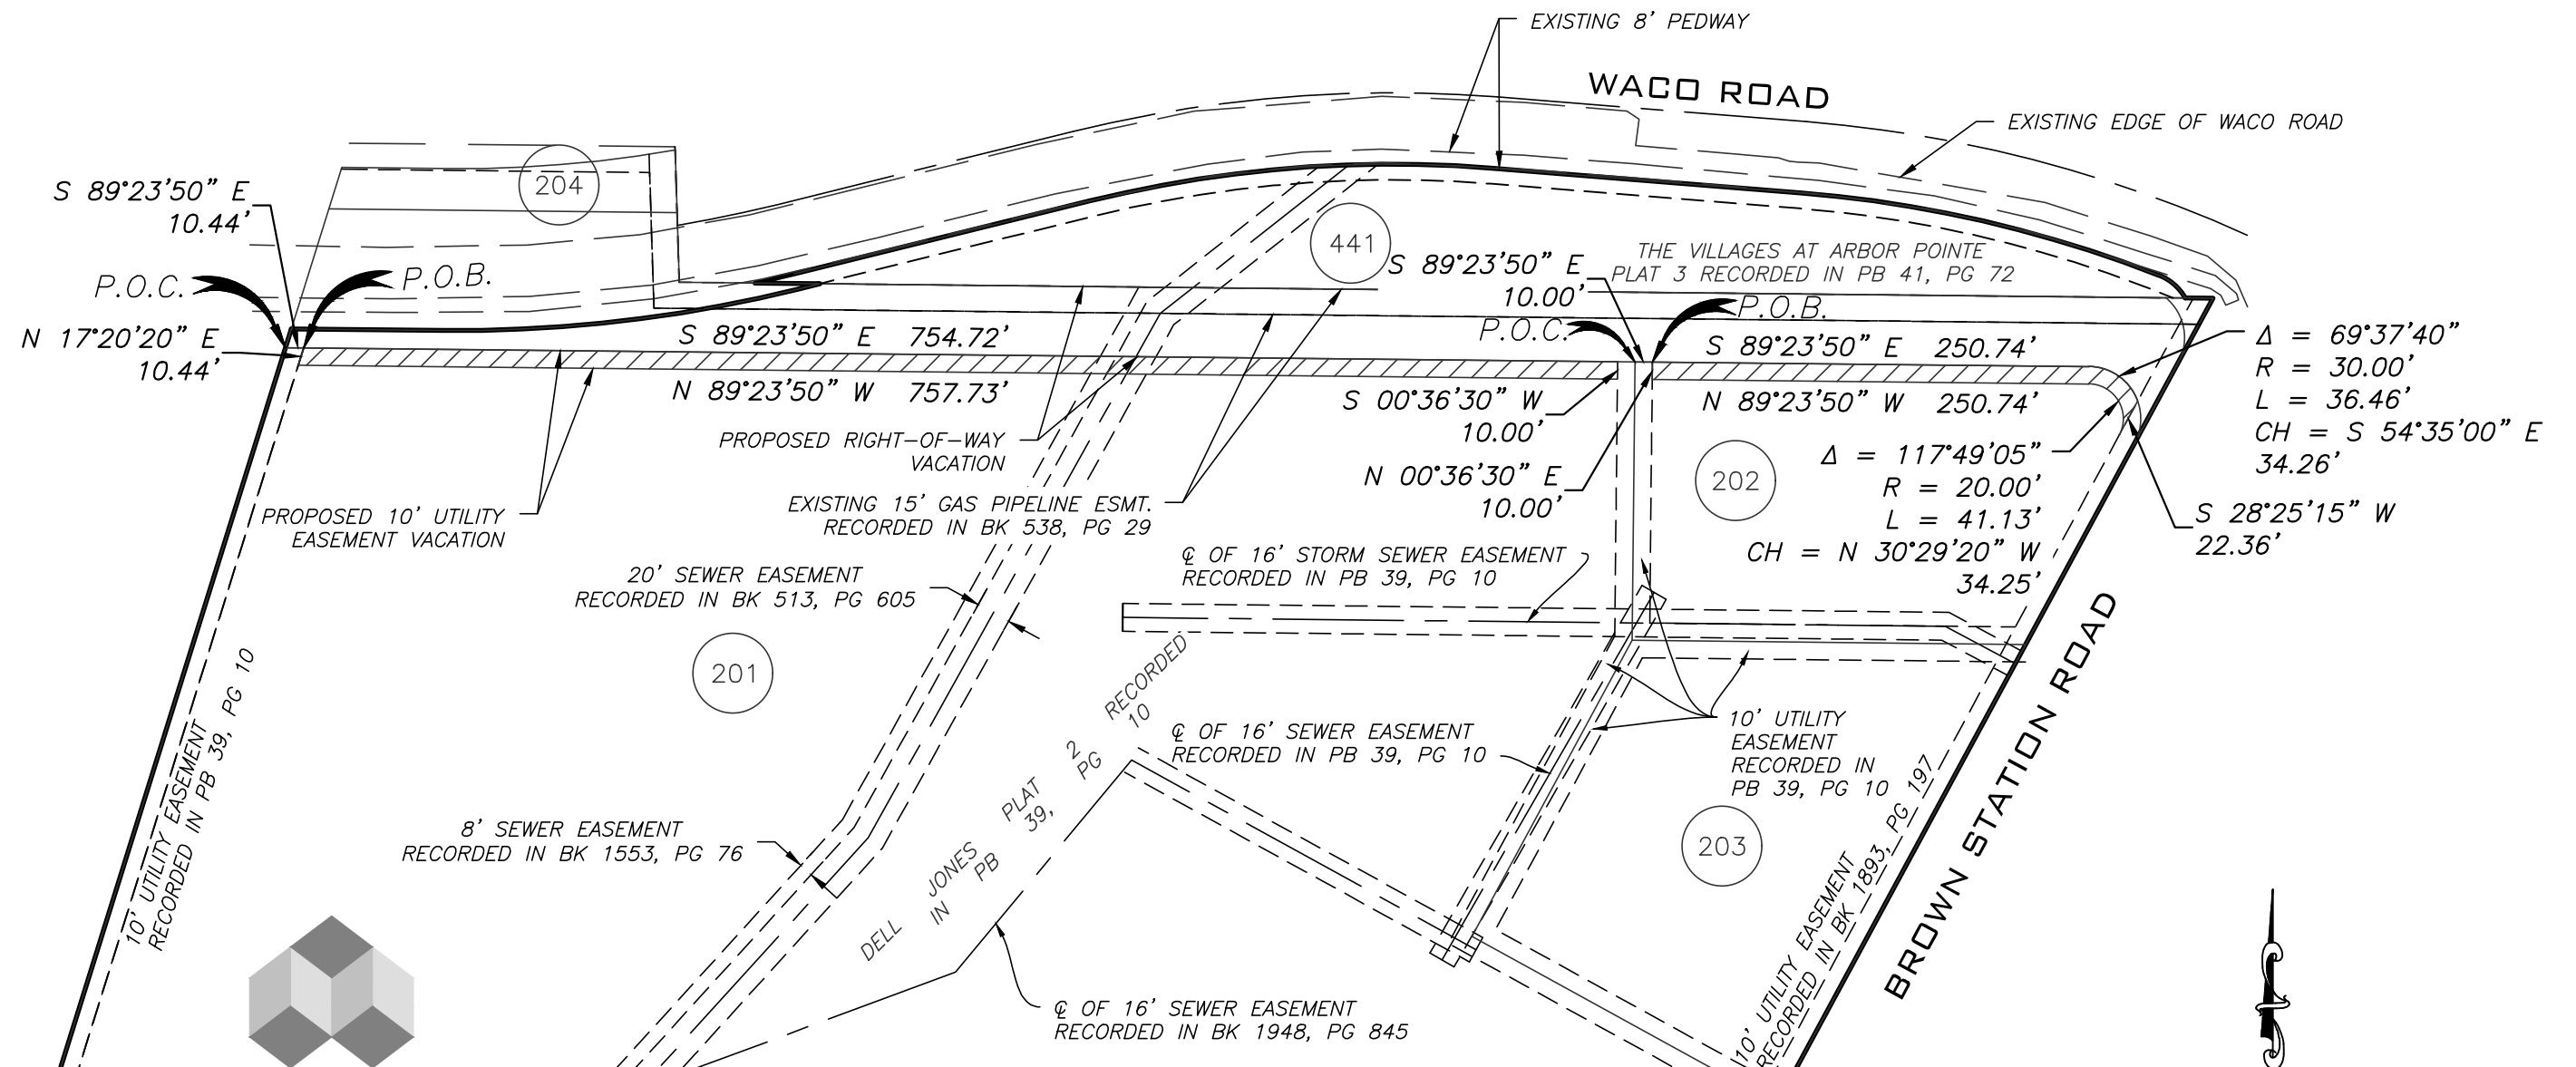 EXISTING 8' PEDWAY
WACO ROAD
EXISTING EDGE OF WACO ROAD
204
S 89°23'50" E
10.44'
P.O.C.
P.O.B.
N 17°20'20" E
10.44'
441
THE VILLAGES AT ARBOR POINTE
PLAT 3 RECORDED IN PB 41, PG 72
S 89°23'50" E
10.00'
P.O.C.
P.O.B.
S 89°23'50" E 754.72'
N 89°23'50" W 757.73'
S 89°23'50" E 250.74'
N 89°23'50" W 250.74'
Δ = 69°37'40"
R = 30.00'
L = 36.46'
CH = S 54°35'00" E
34.26'
S 00°36'30" W
10.00'
N 00°36'30" E
10.00'
202
Δ = 117°49'05"
R = 20.00'
L = 41.13'
CH = N 30°29'20" W
34.25'
S 28°25'15" W
22.36'
PROPOSED RIGHT-OF-WAY
VACATION
EXISTING 15' GAS PIPELINE ESMT.
RECORDED IN BK 538, PG 29
PROPOSED 10' UTILITY
EASEMENT VACATION
℄ OF 16' STORM SEWER EASEMENT
RECORDED IN PB 39, PG 10
20' SEWER EASEMENT
RECORDED IN BK 513, PG 605
201
10' UTILITY EASEMENT
RECORDED IN PB 39, PG 10
DELL JONES PLAT 2 RECORDED
IN PB 39, PG 10
℄ OF 16' SEWER EASEMENT
RECORDED IN PB 39, PG 10
10' UTILITY
EASEMENT
RECORDED IN
PB 39, PG 10
203
8' SEWER EASEMENT
RECORDED IN BK 1553, PG 76
℄ OF 16' SEWER EASEMENT
RECORDED IN BK 1948, PG 845
10' UTILITY EASEMENT
RECORDED IN BK 1893, PG 197
BROWN STATION ROAD